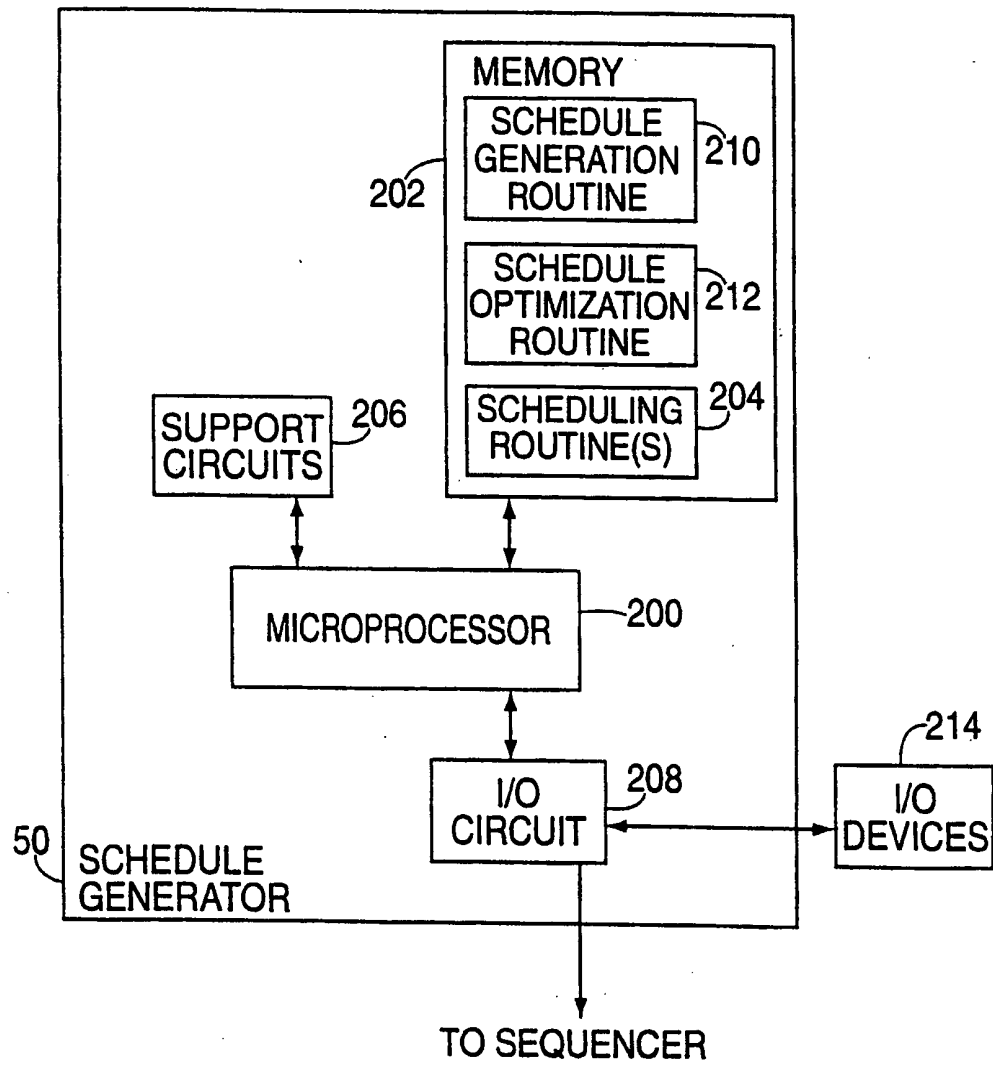 MEMORY
SCHEDULE
GENERATION
ROUTINE
210
202
SCHEDULE
OPTIMIZATION
ROUTINE
212
SCHEDULING
ROUTINE(S)
204
SUPPORT
CIRCUITS
206
MICROPROCESSOR
200
I/O
CIRCUIT
208
214
I/O
DEVICES
50
SCHEDULE
GENERATOR
TO SEQUENCER